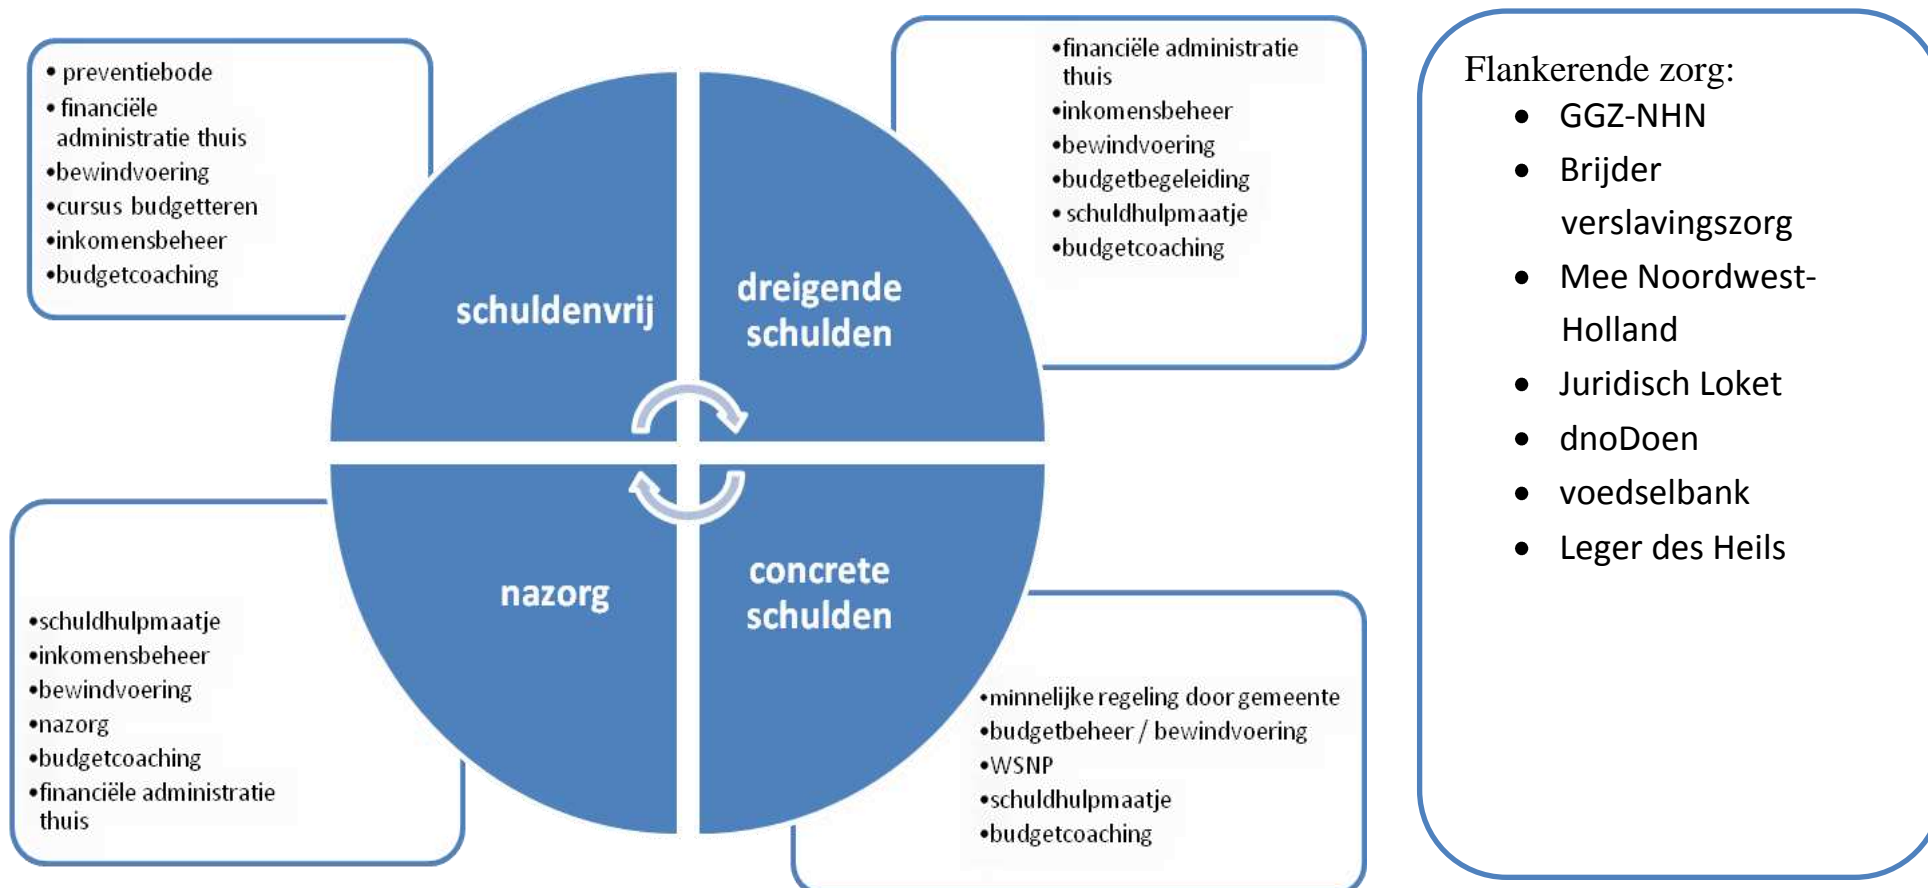 • preventiebode
• financiële
administratie thuis
•bewindvoering
•cursus budgetteren
•inkomensbeheer
•budgetcoaching
schuldenvrij
•financiële administratie
thuis
•inkomensbeheer
•bewindvoering
•budgetbegeleiding
• schuldhulpmaatje
•budgetcoaching
dreigende
schulden
•schuldhulpmaatje
•inkomensbeheer
•bewindvoering
•nazorg
•budgetcoaching
•financiële administratie
thuis
nazorg
concrete
schulden
•minnelijke regeling door gemeente
•budgetbeheer / bewindvoering
•WSNP
•schuldhulpmaatje
•budgetcoaching
Flankerende zorg:
• GGZ-NHN
• Brijder
verslavingszorg
• Mee Noordwest-
Holland
• Juridisch Loket
• dnoDoen
• voedselbank
• Leger des Heils